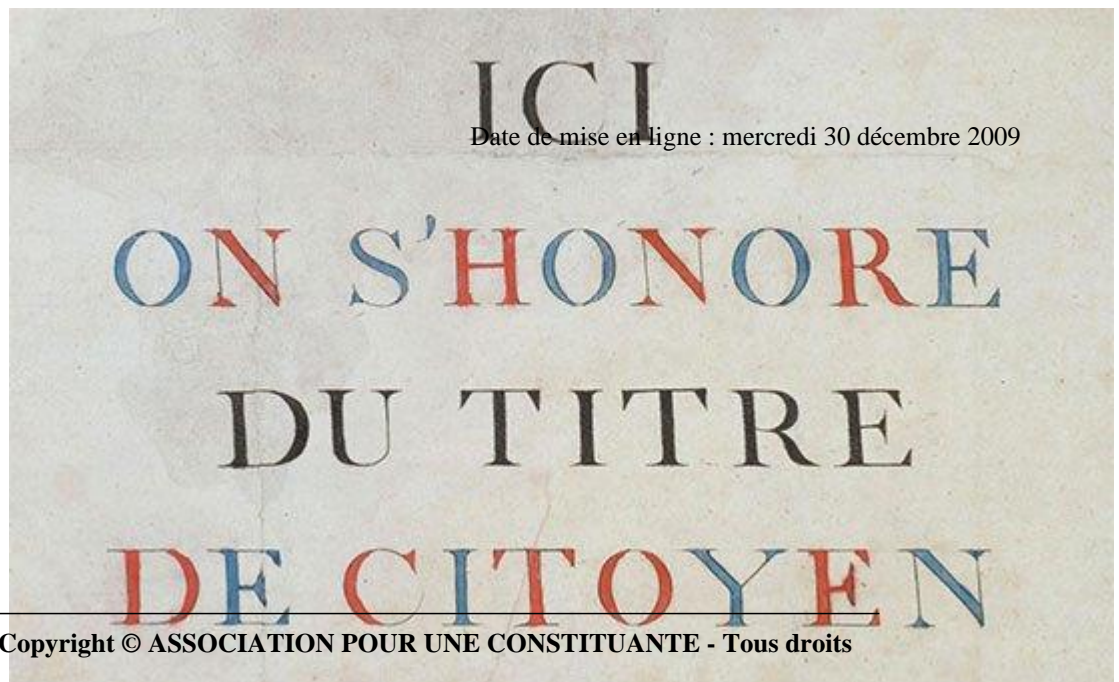 ICI
Date de mise en ligne : mercredi 30 décembre 2009
ON S'HONORE
DU TITRE
DE CITOYEN
Copyright © ASSOCIATION POUR UNE CONSTITUANTE - Tous droits